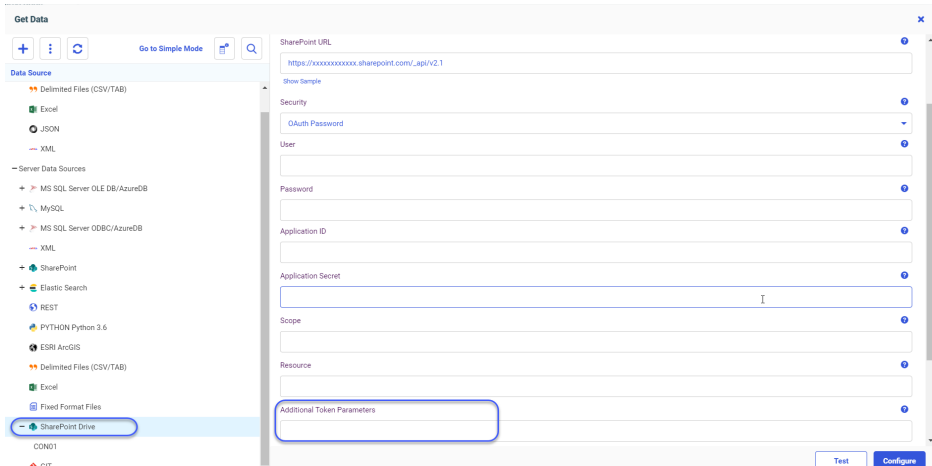 Get Data
Go to Simple Mode
Data Source
Delimited Files (CSV/TAB)
Excel
JSON
XML
Server Data Sources
MS SQL Server OLE DB/AzureDB
MySQL
MS SQL Server ODBC/AzureDB
XML
SharePoint
Elastic Search
REST
PYTHON Python 3.6
ESRI ArcGIS
Delimited Files (CSV/TAB)
Excel
Fixed Format Files
SharePoint Drive
CON01
GIT
SharePoint URL
https://xxxxxxxxxxxx.sharepoint.com/_api/v2.1
Show Sample
Security
OAuth Password
User
Password
Application ID
Application Secret
Scope
Resource
Additional Token Parameters
Test
Configure